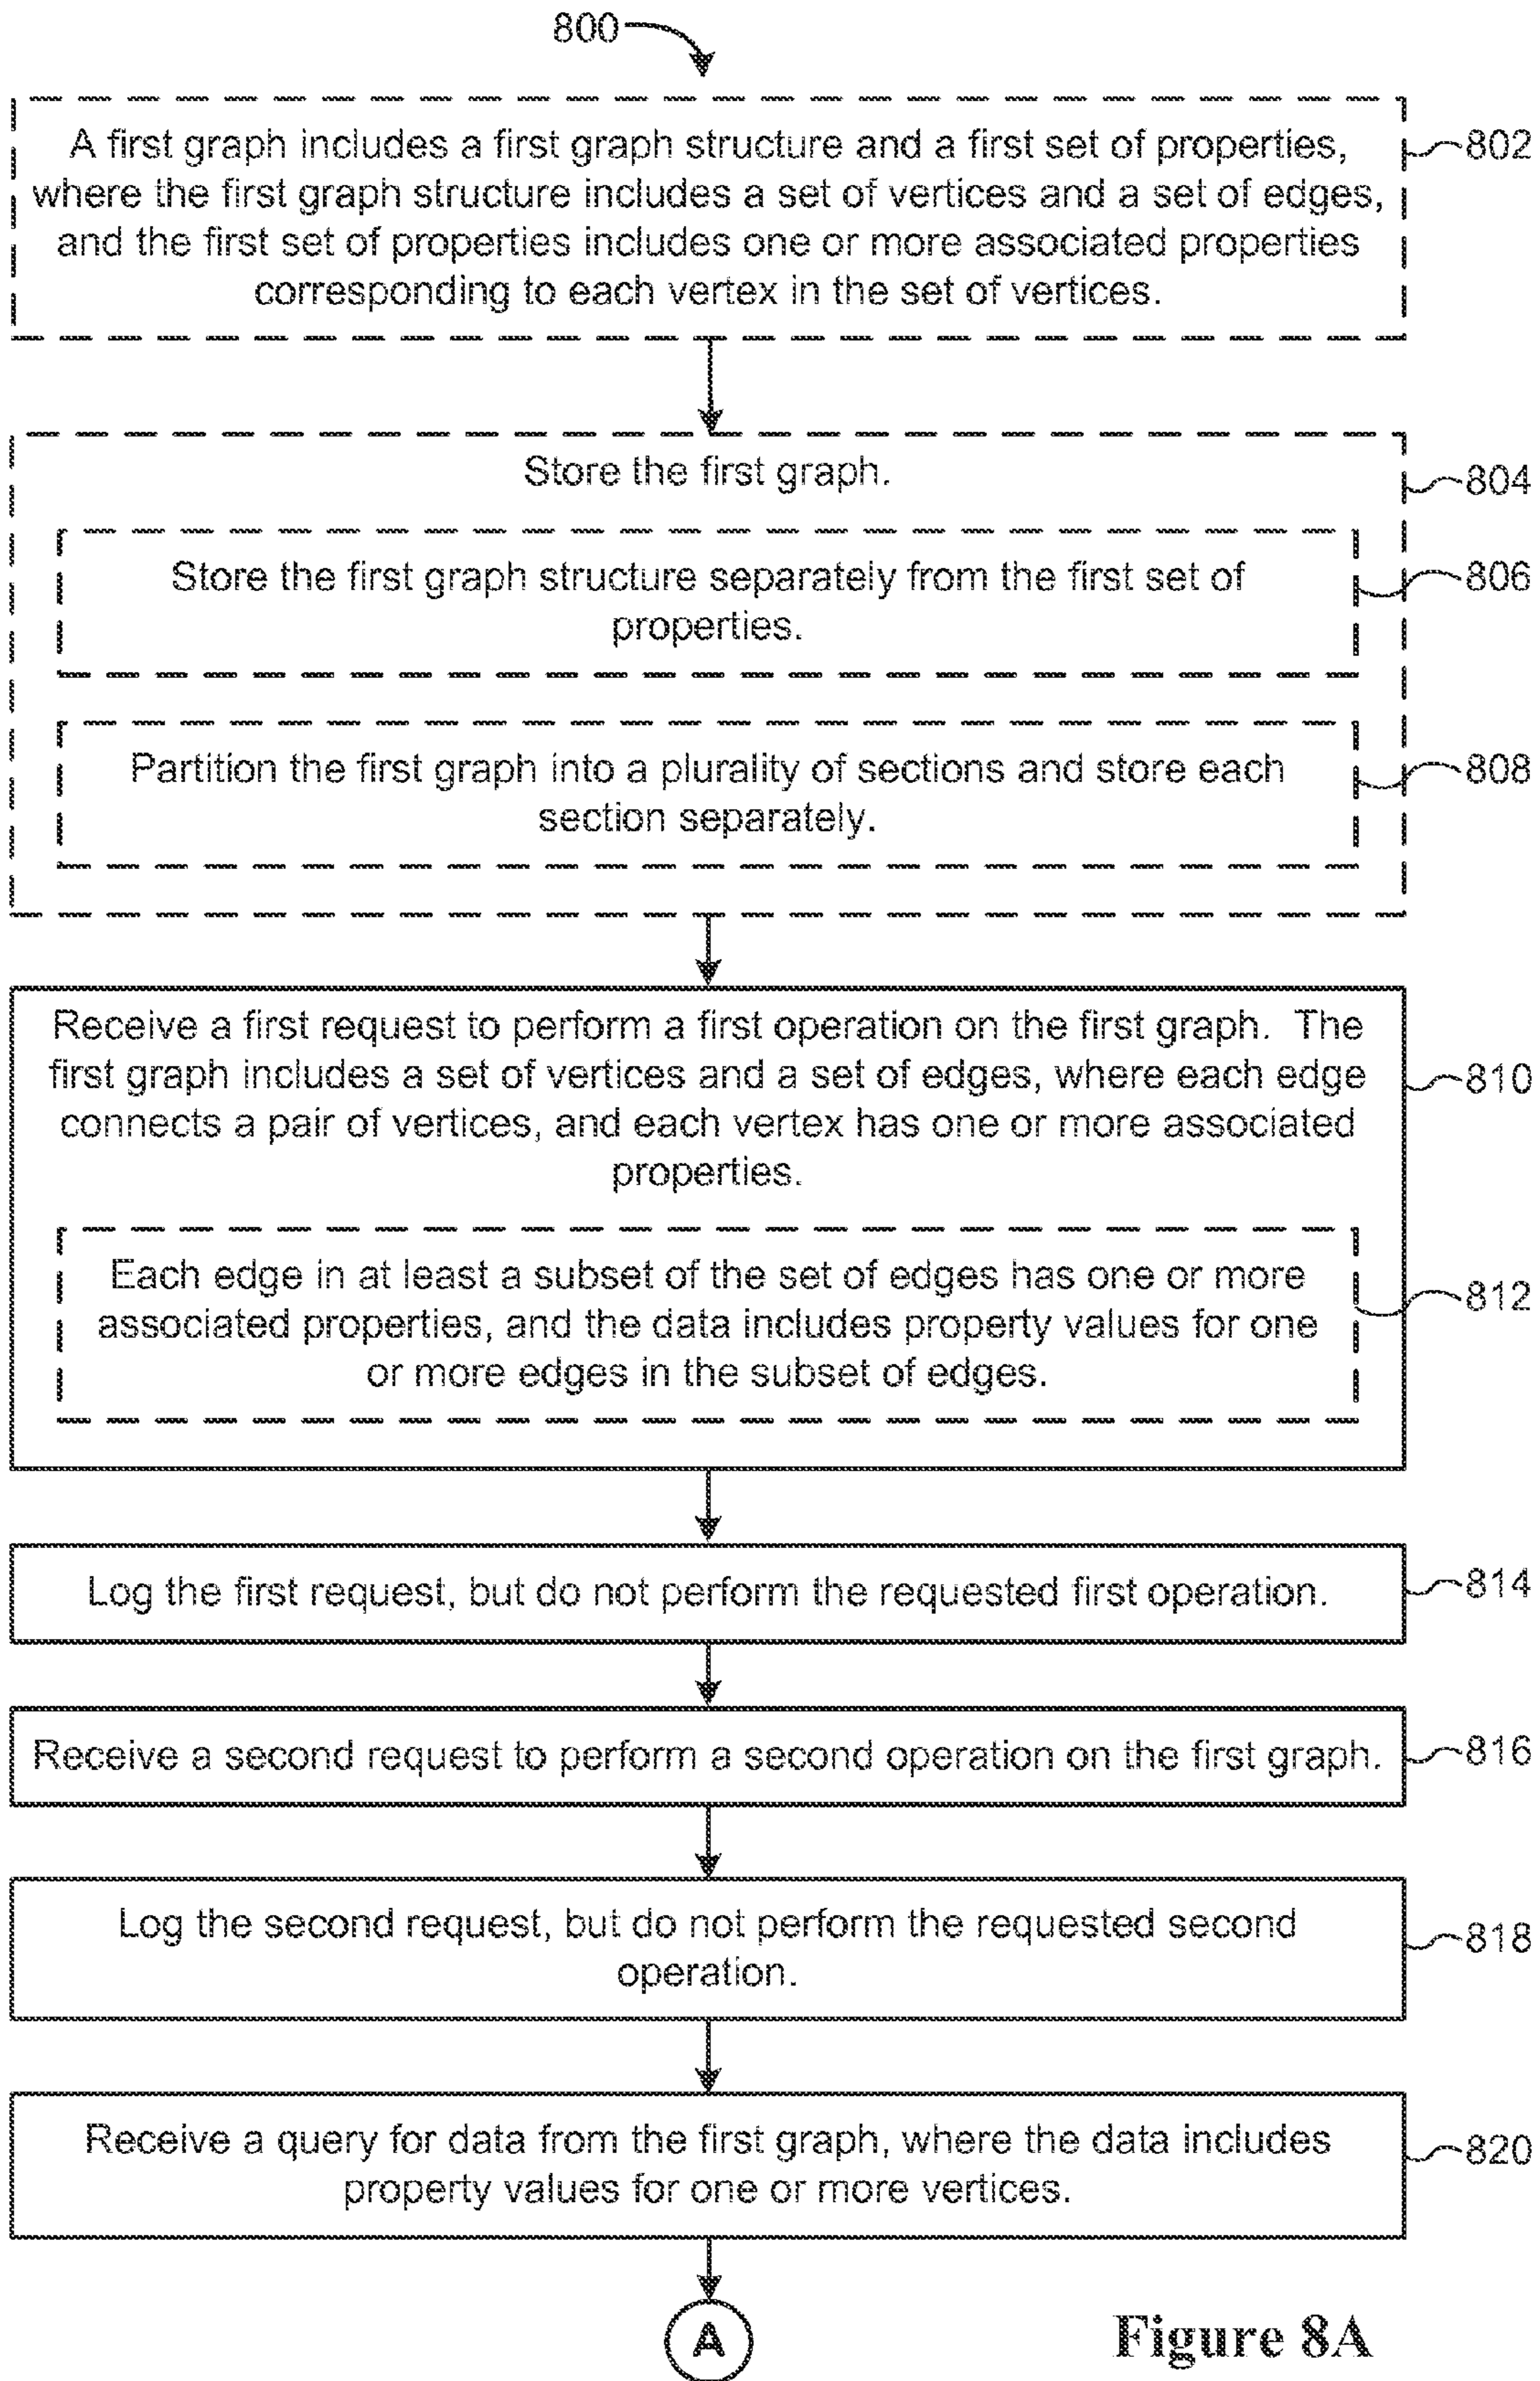 800
A first graph includes a first graph structure and a first set of properties,
where the first graph structure includes a set of vertices and a set of edges,
and the first set of properties includes one or more associated properties
corresponding to each vertex in the set of vertices.
802
Store the first graph.
804
Store the first graph structure separately from the first set of
properties.
806
Partition the first graph into a plurality of sections and store each
section separately.
808
Receive a first request to perform a first operation on the first graph. The
first graph includes a set of vertices and a set of edges, where each edge
connects a pair of vertices, and each vertex has one or more associated
properties.
810
Each edge in at least a subset of the set of edges has one or more
associated properties, and the data includes property values for one
or more edges in the subset of edges.
812
Log the first request, but do not perform the requested first operation.
814
Receive a second request to perform a second operation on the first graph.
816
Log the second request, but do not perform the requested second
operation.
818
Receive a query for data from the first graph, where the data includes
property values for one or more vertices.
820
A
Figure 8A